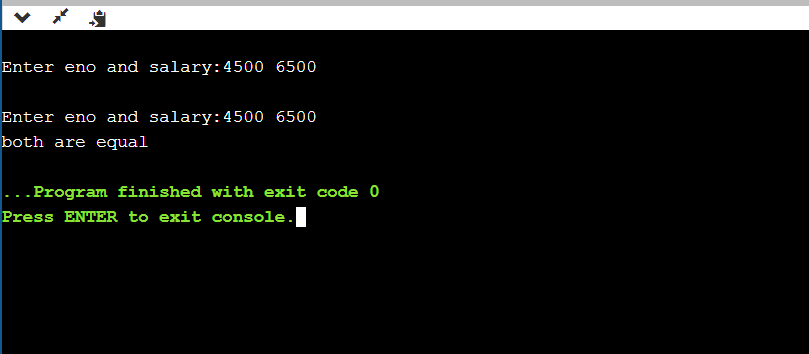 Enter eno and salary:4500 6500
Enter eno and salary:4500 6500
both are equal
...Program finished with exit code 0
Press ENTER to exit console.